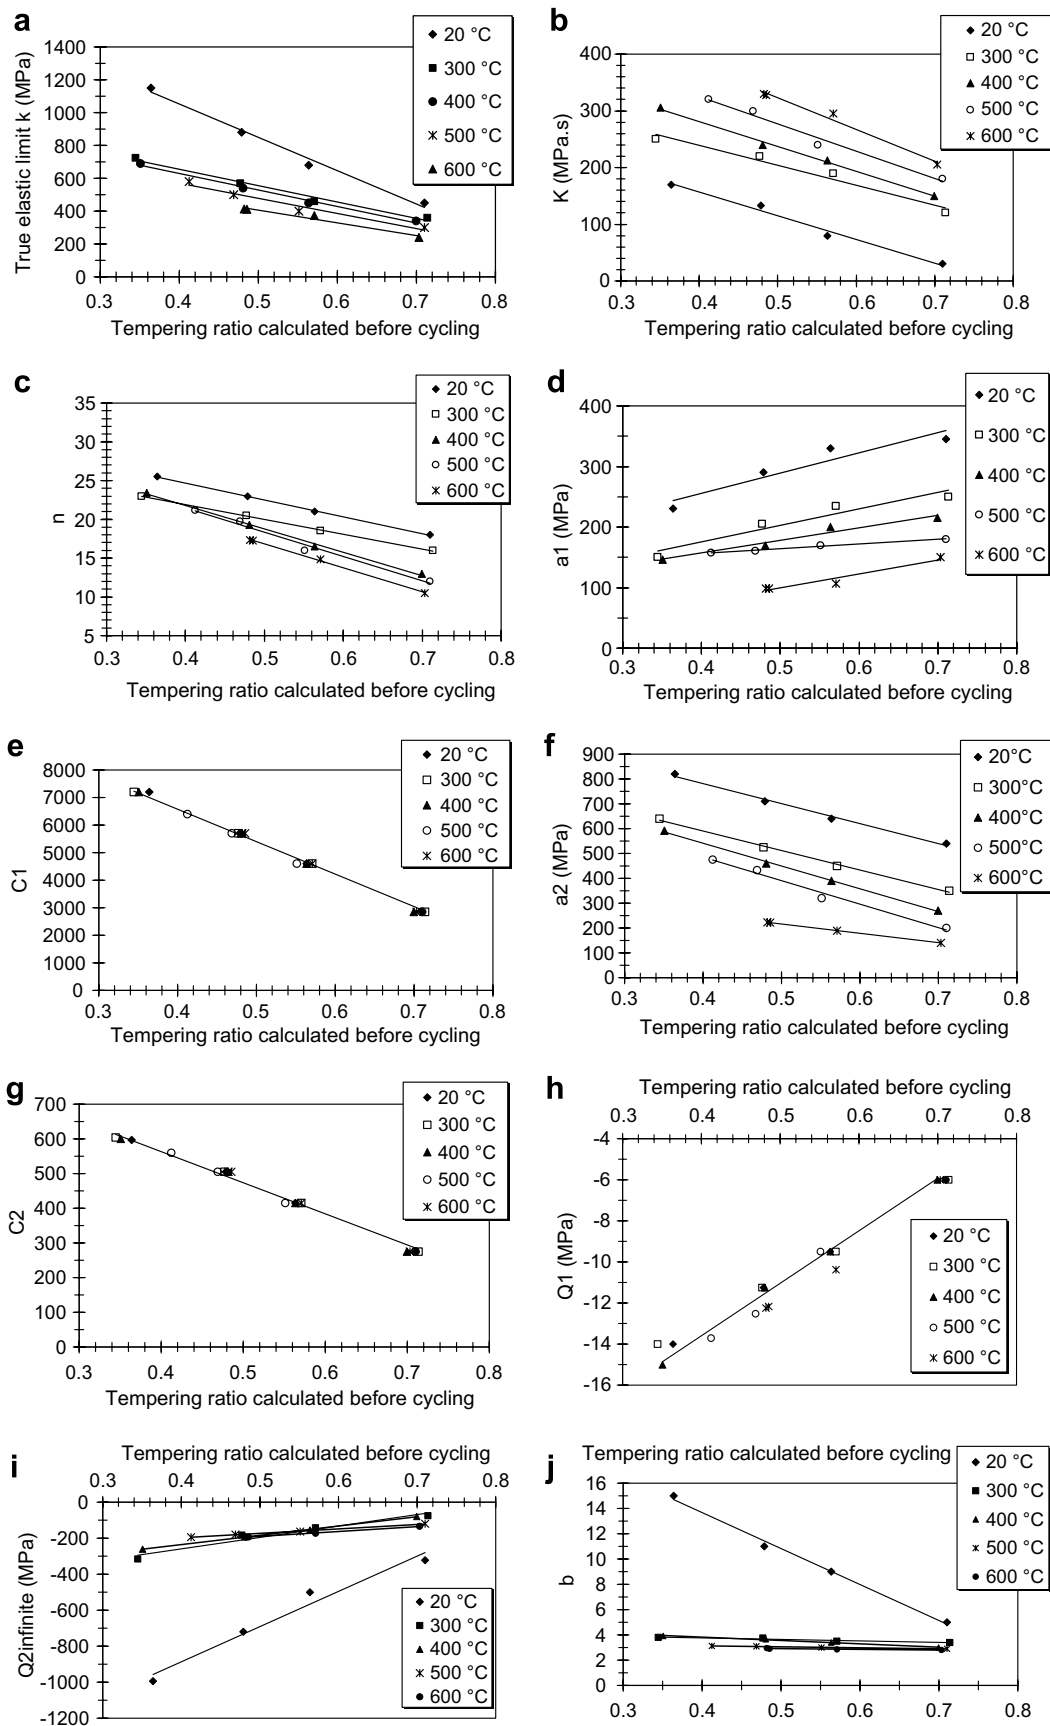 a
True elastic limit k (MPa)
1400
1200
1000
800
600
400
200
0
0.3 0.4 0.5 0.6 0.7 0.8
Tempering ratio calculated before cycling
20 °C
300 °C
400 °C
500 °C
600 °C
b
K (MPa.s)
400
300
200
100
0
0.3 0.4 0.5 0.6 0.7 0.8
Tempering ratio calculated before cycling
20 °C
300 °C
400 °C
500 °C
600 °C
c
n
35
30
25
20
15
10
5
0.3 0.4 0.5 0.6 0.7 0.8
Tempering ratio calculated before cycling
20 °C
300 °C
400 °C
500 °C
600 °C
d
a1 (MPa)
400
300
200
100
0
0.3 0.4 0.5 0.6 0.7 0.8
Tempering ratio calculated before cycling
20 °C
300 °C
400 °C
500 °C
600 °C
e
C1
8000
7000
6000
5000
4000
3000
2000
1000
0
0.3 0.4 0.5 0.6 0.7 0.8
Tempering ratio calculated before cycling
20 °C
300 °C
400 °C
500 °C
600 °C
f
a2 (MPa)
900
800
700
600
500
400
300
200
100
0
0.3 0.4 0.5 0.6 0.7 0.8
Tempering ratio calculated before cycling
20°C
300°C
400°C
500°C
600°C
g
C2
700
600
500
400
300
200
100
0
0.3 0.4 0.5 0.6 0.7 0.8
Tempering ratio calculated before cycling
20 °C
300 °C
400 °C
500 °C
600 °C
h
Tempering ratio calculated before cycling
0.3 0.4 0.5 0.6 0.7 0.8
Q1 (MPa)
-4
-6
-8
-10
-12
-14
-16
20 °C
300 °C
400 °C
500 °C
600 °C
i
Tempering ratio calculated before cycling
0.3 0.4 0.5 0.6 0.7 0.8
Q2infinite (MPa)
0
-200
-400
-600
-800
-1000
-1200
20 °C
300 °C
400 °C
500 °C
600 °C
j
Tempering ratio calculated before cycling
b
16
14
12
10
8
6
4
2
0
0.3 0.4 0.5 0.6 0.7 0.8
20 °C
300 °C
400 °C
500 °C
600 °C